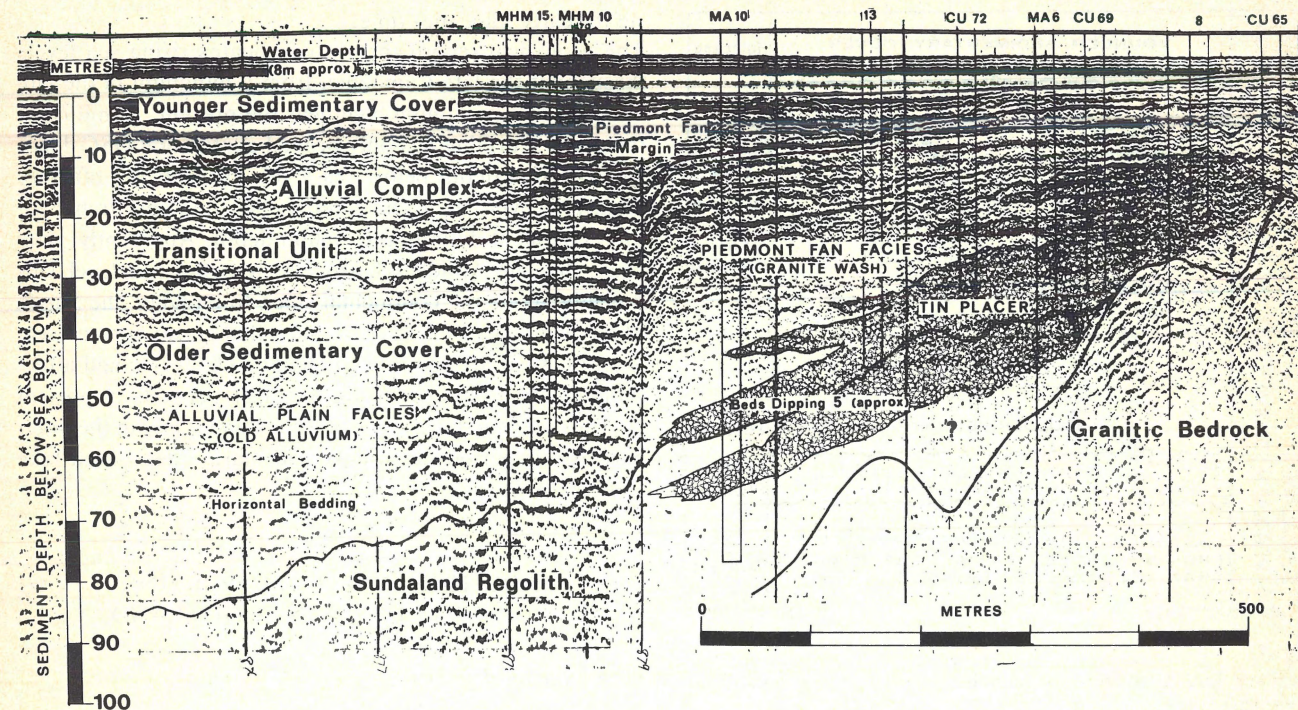 MHM 15: MHM 10 MA 10 13 CU 72 MA 6 CU 69 8 CU 65
Water Depth
(8m approx)
METRES
0
10
20
30
40
50
60
70
80
90
100
SEDIMENT DEPTH BELOW SEA BOTTOM (v=1720m/sec)
Younger Sedimentary Cover
Piedmont Fan
Margin
Alluvial Complex
Transitional Unit
PIEDMONT FAN FACIES
(GRANITE WASH)
TIN PLACER
?
Older Sedimentary Cover
Beds Dipping 5 (approx)
ALLUVIAL PLAIN FACIES
(OLD ALLUVIUM)
?
Granitic Bedrock
Horizontal Bedding
Sundaland Regolith
0 METRES 500